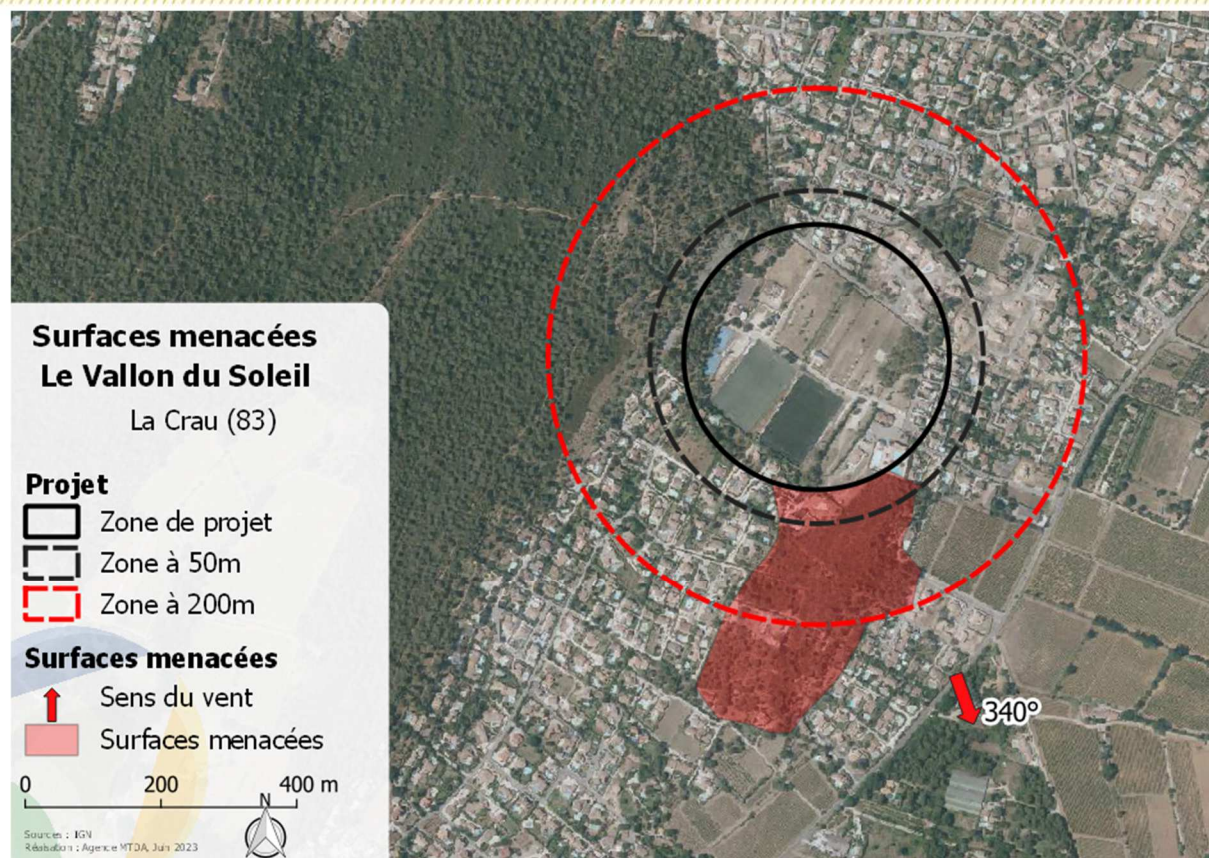 Surfaces menacées
Le Vallon du Soleil
La Crau (83)
Projet
Zone de projet
Zone à 50m
Zone à 200m
Surfaces menacées
Sens du vent
Surfaces menacées
0 200 400 m
N
Sources : IGN
Réalisation : Agence MTDA, Juin 2023
340°